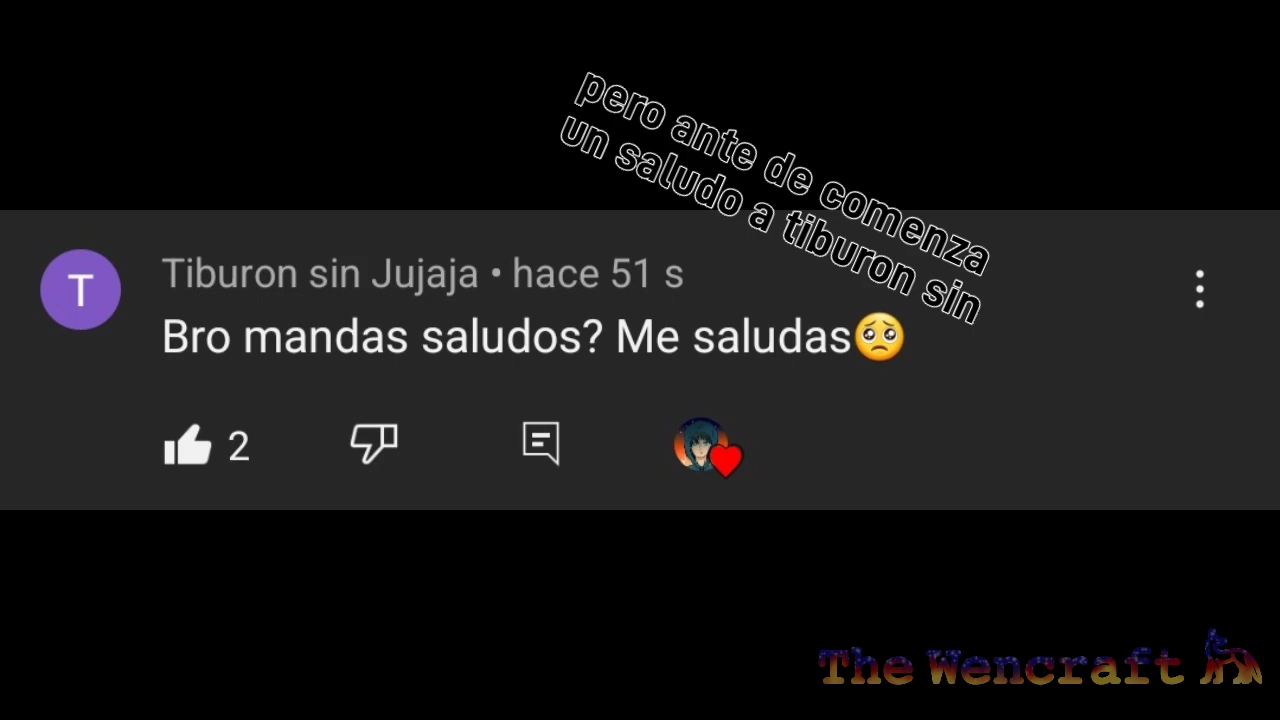 pero ante de comenza
un saludo a tiburon sin
T
Tiburon sin Jujaja • hace 51 s
Bro mandas saludos? Me saludas🥺
2
The Wencraft